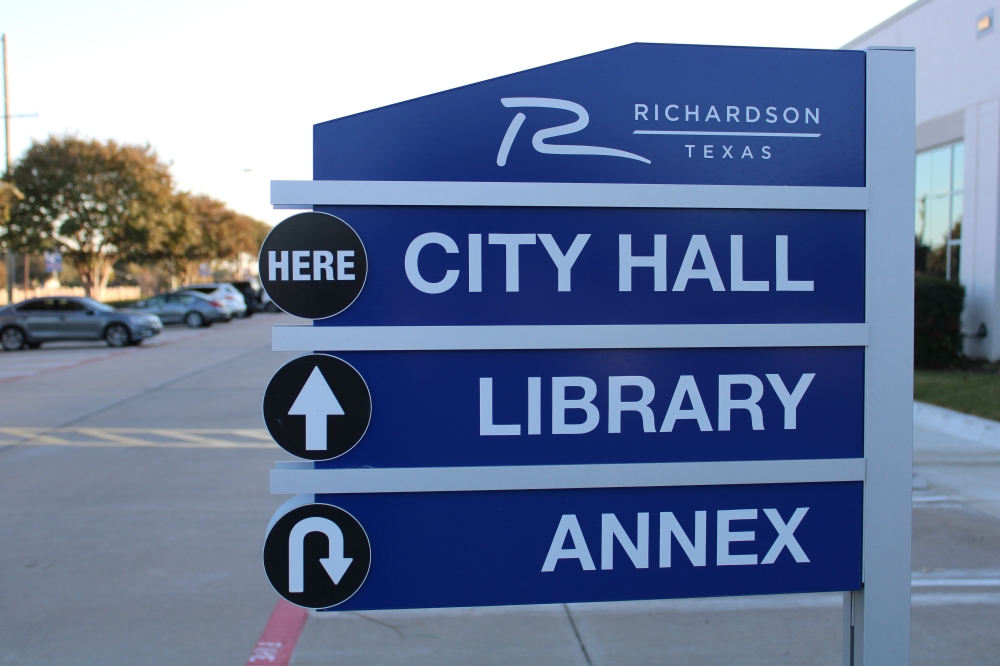 R
RICHARDSON
TEXAS
HERE
CITY HALL
LIBRARY
ANNEX